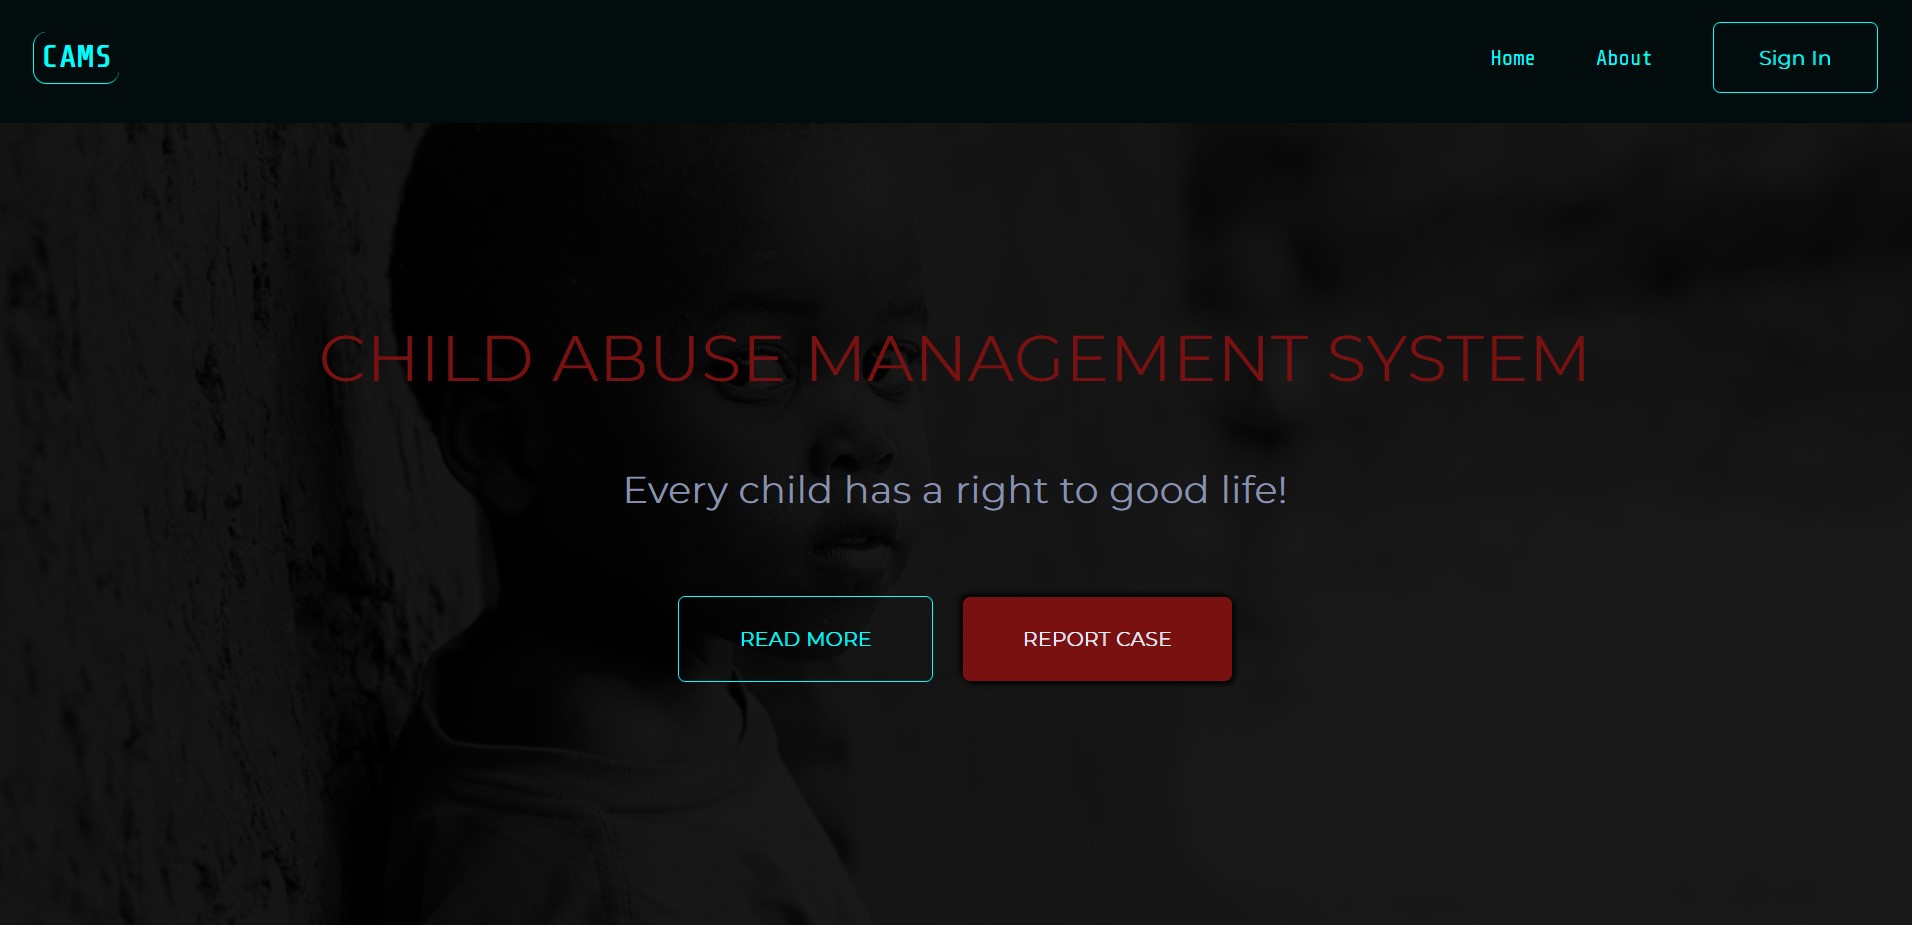 CAMS
Home
About
Sign In
CHILD ABUSE MANAGEMENT SYSTEM
Every child has a right to good life!
READ MORE
REPORT CASE